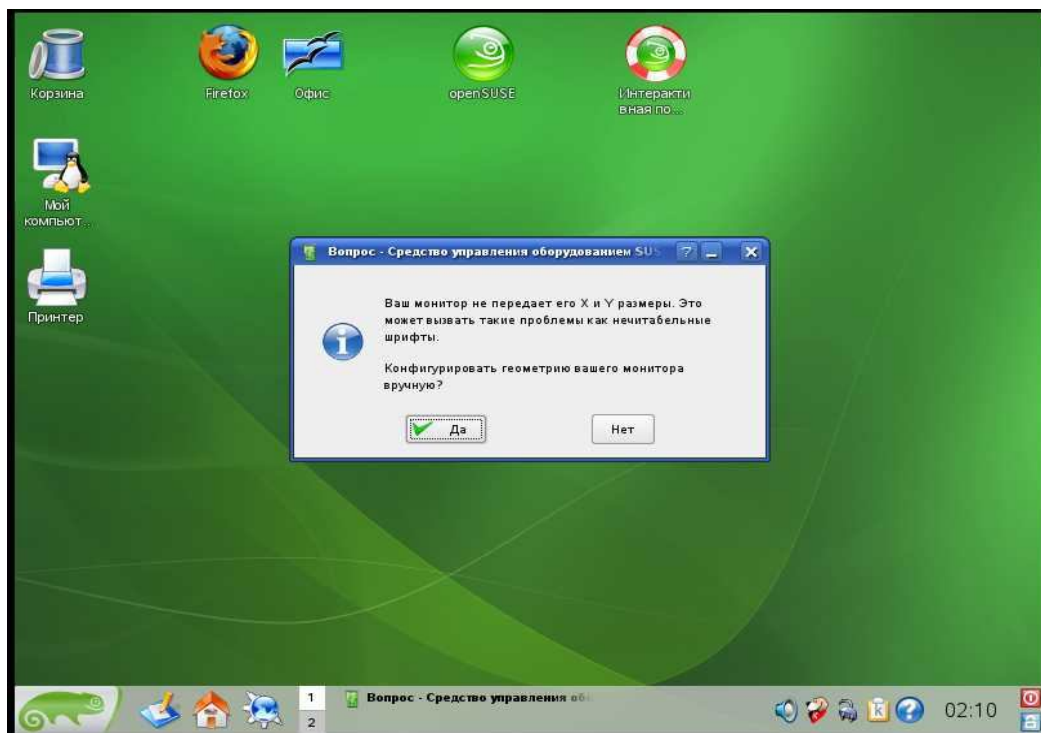 Корзина
Firefox
Офис
openSUSE
Интеракти
вная по...
Мой
компьют...
Принтер
Вопрос - Средство управления оборудованием SUS
Ваш монитор не передает его X и Y размеры. Это
может вызвать такие проблемы как нечитабельные
шрифты.
Конфигурировать геометрию вашего монитора
вручную?
Да
Нет
1
2
Вопрос - Средство управления об
02:10